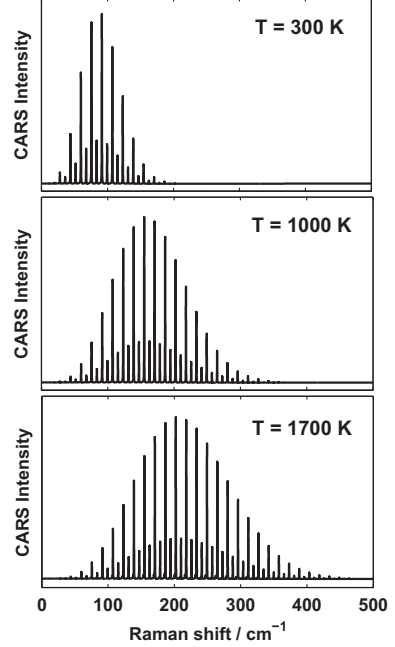 T = 300 K
CARS Intensity
T = 1000 K
CARS Intensity
T = 1700 K
CARS Intensity
0 100 200 300 400 500
Raman shift / cm⁻¹